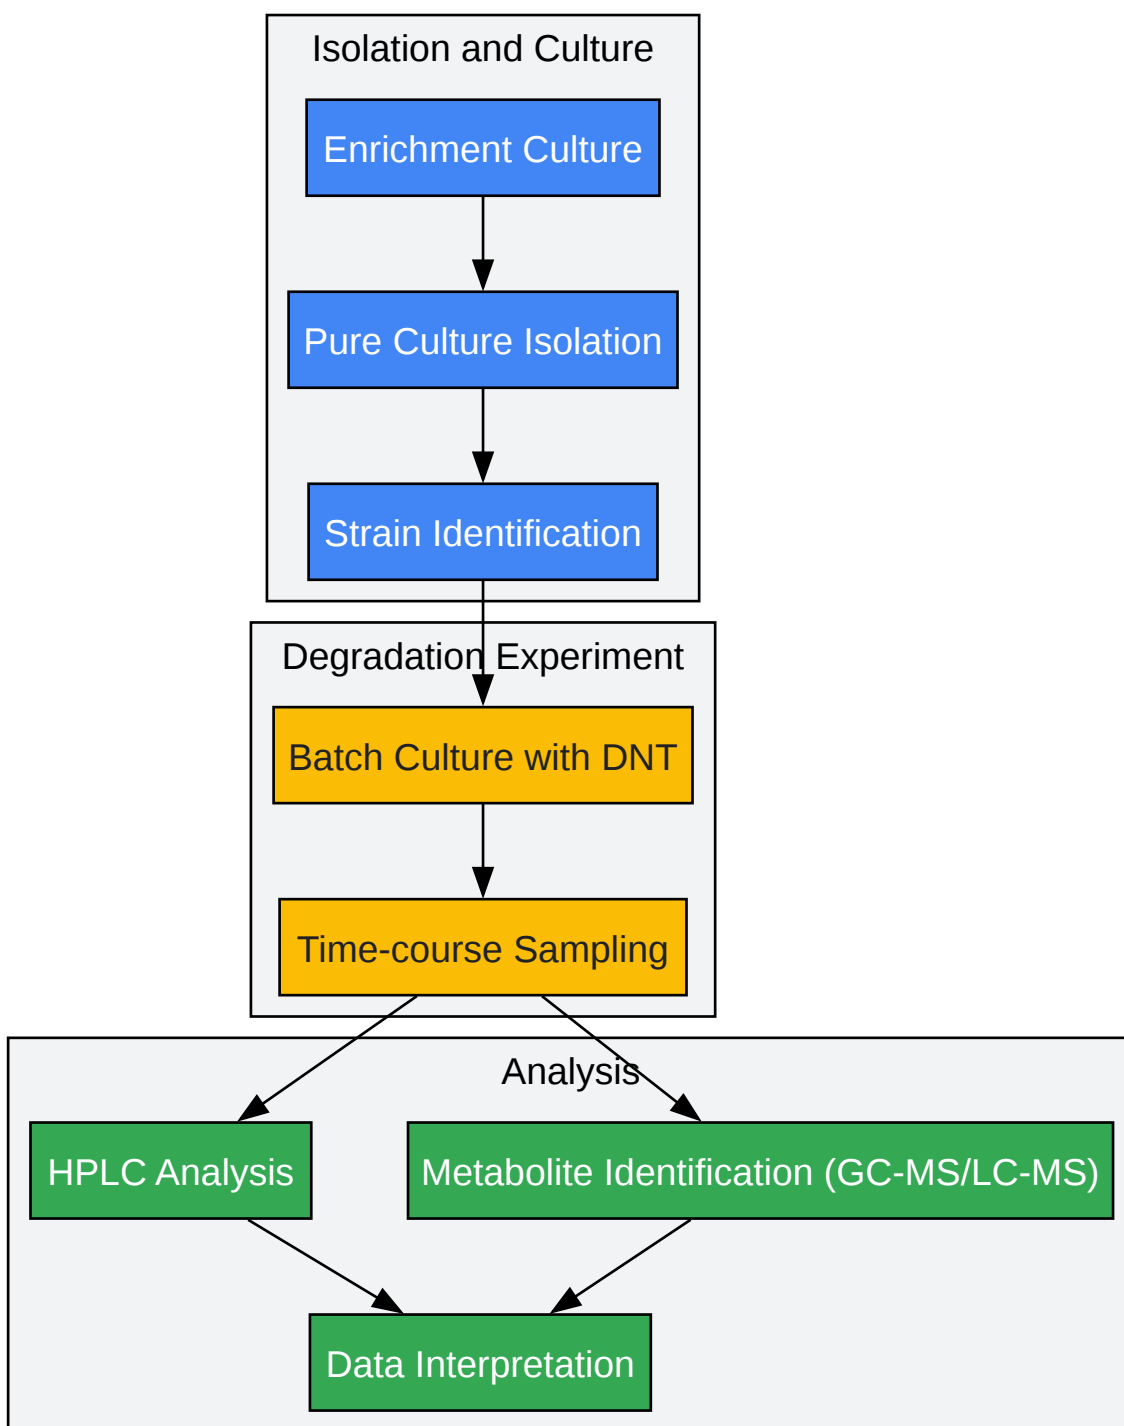 Isolation and Culture
Enrichment Culture
Pure Culture Isolation
Strain Identification
Degradation Experiment
Batch Culture with DNT
Time-course Sampling
Analysis
HPLC Analysis
Metabolite Identification (GC-MS/LC-MS)
Data Interpretation